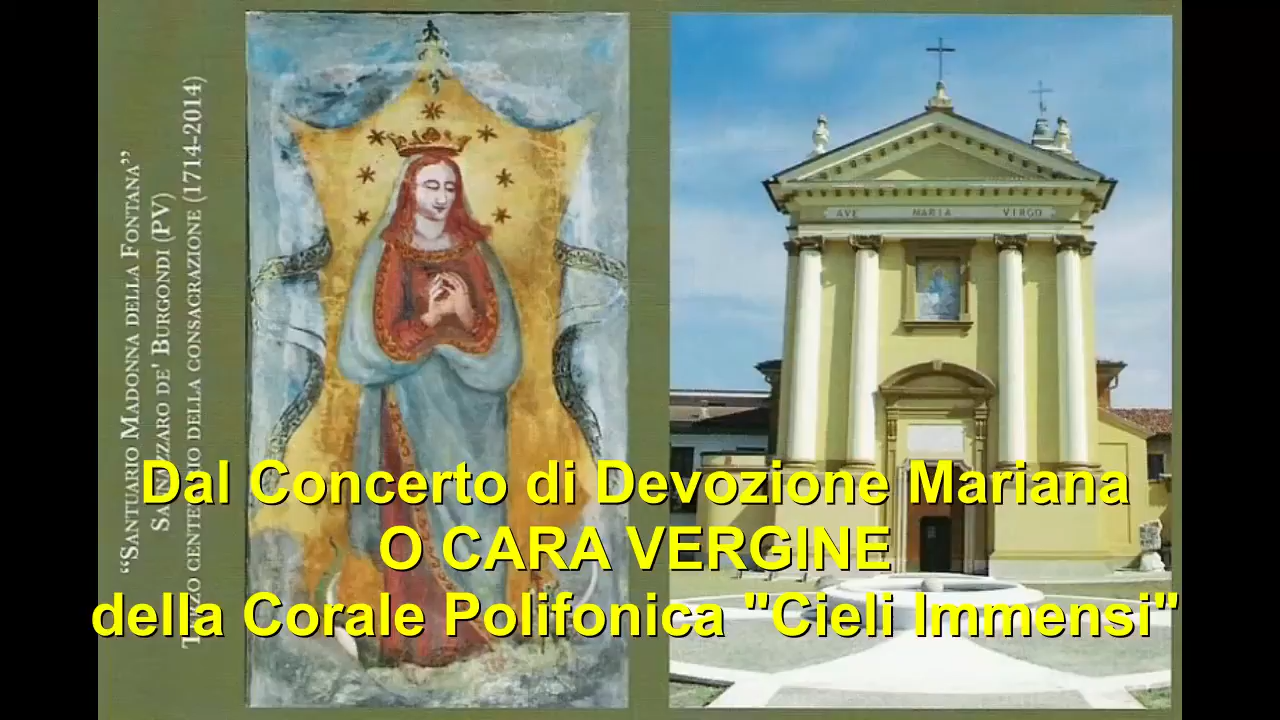 “Santuario Madonna della Fontana”
Sannazzaro de' Burgondi (PV)
Terzo centenario della consacrazione (1714-2014)
AVE MARIA VIRGO
Dal Concerto di Devozione Mariana
O CARA VERGINE
della Corale Polifonica "Cieli Immensi"